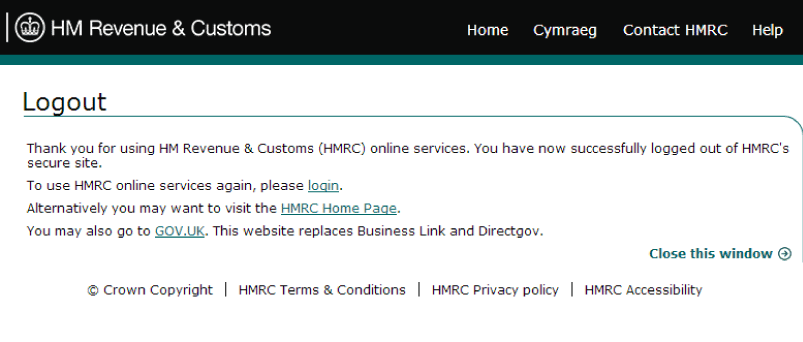 HM Revenue & Customs
Home Cymraeg Contact HMRC Help
Logout
Thank you for using HM Revenue & Customs (HMRC) online services. You have now successfully logged out of HMRC's
secure site.
To use HMRC online services again, please login.
Alternatively you may want to visit the HMRC Home Page.
You may also go to GOV.UK. This website replaces Business Link and Directgov.
Close this window
© Crown Copyright | HMRC Terms & Conditions | HMRC Privacy policy | HMRC Accessibility